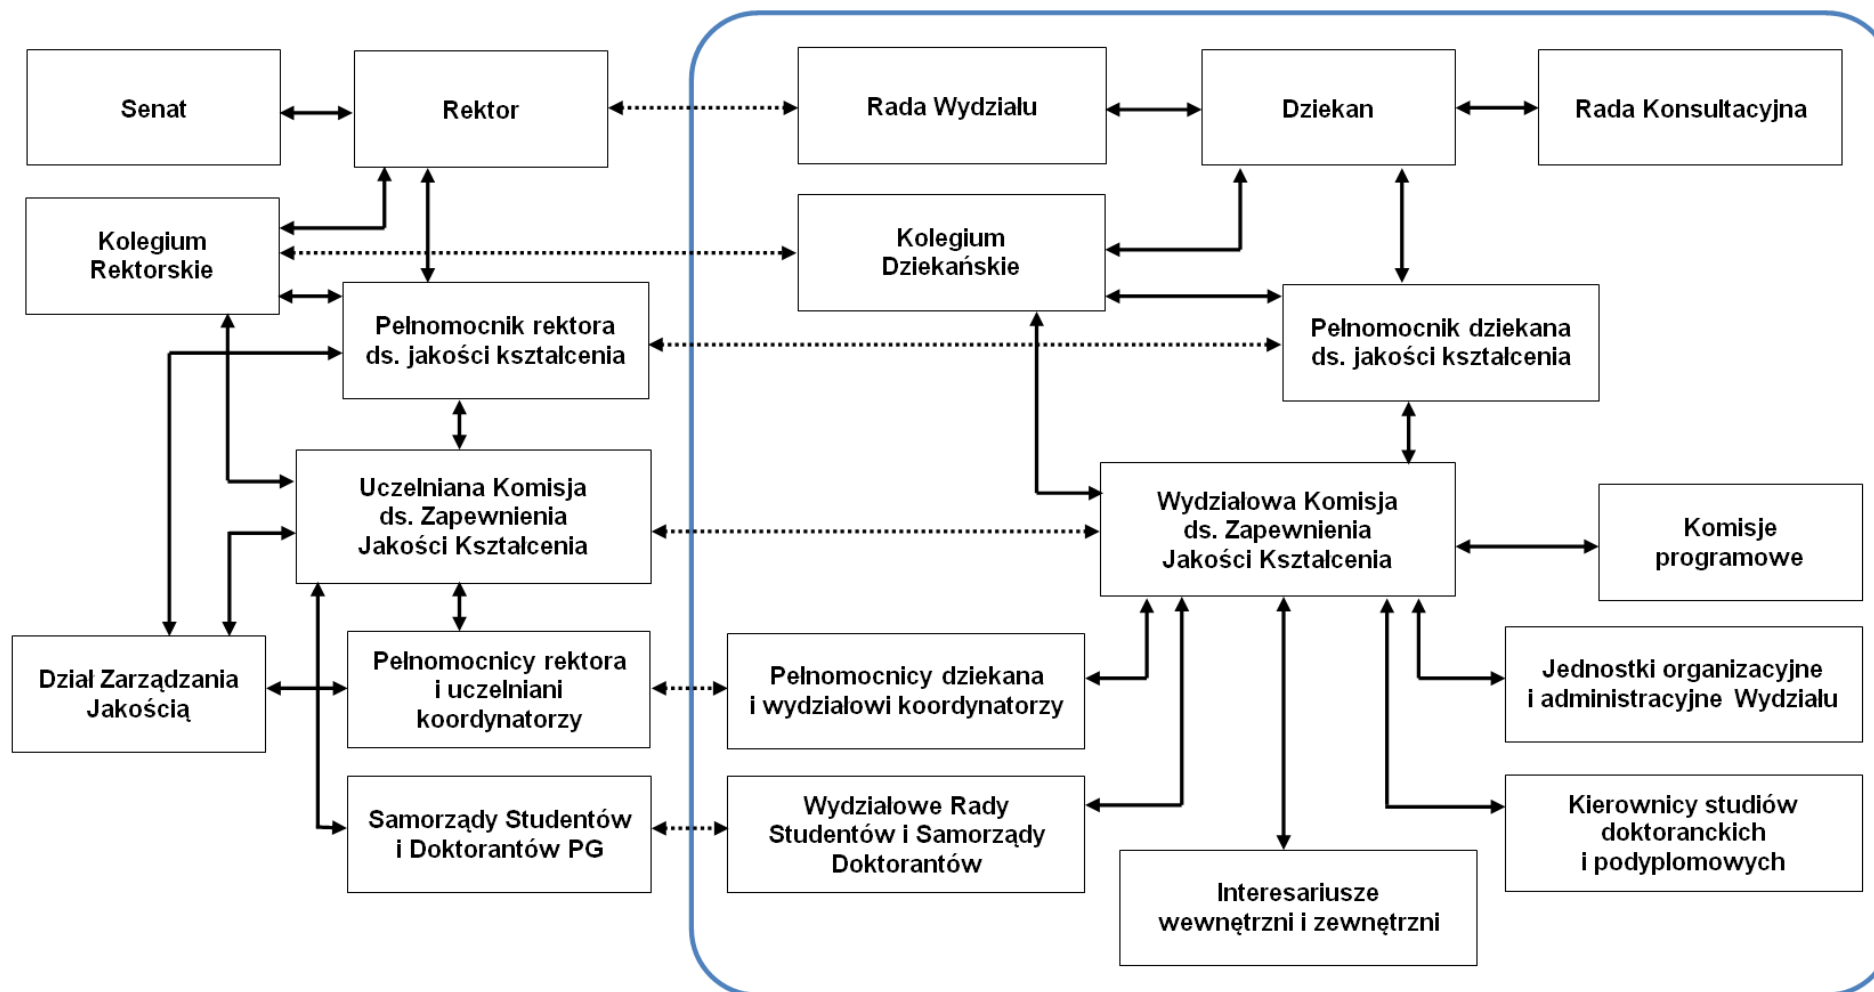 Senat
Rektor
Rada Wydziału
Dziekan
Rada Konsultacyjna
Kolegium
Rektorskie
Kolegium
Dziekańskie
Pełnomocnik rektora
ds. jakości kształcenia
Pełnomocnik dziekana
ds. jakości kształcenia
Uczelniana Komisja
ds. Zapewnienia
Jakości Kształcenia
Wydziałowa Komisja
ds. Zapewnienia
Jakości Kształcenia
Komisje
programowe
Dział Zarządzania
Jakością
Pełnomocnicy rektora
i uczelniani
koordynatorzy
Pełnomocnicy dziekana
i wydziałowi koordynatorzy
Jednostki organizacyjne
i administracyjne Wydziału
Samorządy Studentów
i Doktorantów PG
Wydziałowe Rady
Studentów i Samorządy
Doktorantów
Kierownicy studiów
doktoranckich
i podyplomowych
Interesariusze
wewnętrzni i zewnętrzni